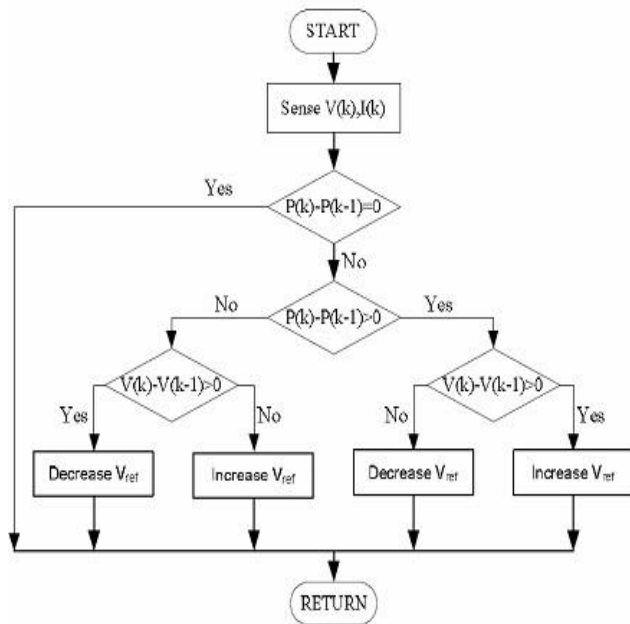 START
Sense V(k),I(k)
Yes
P(k)-P(k-1)=0
No
No
P(k)-P(k-1)>0
Yes
V(k)-V(k-1)>0
V(k)-V(k-1)>0
Yes
No
No
Yes
Decrease Vref
Increase Vref
Decrease Vref
Increase Vref
RETURN